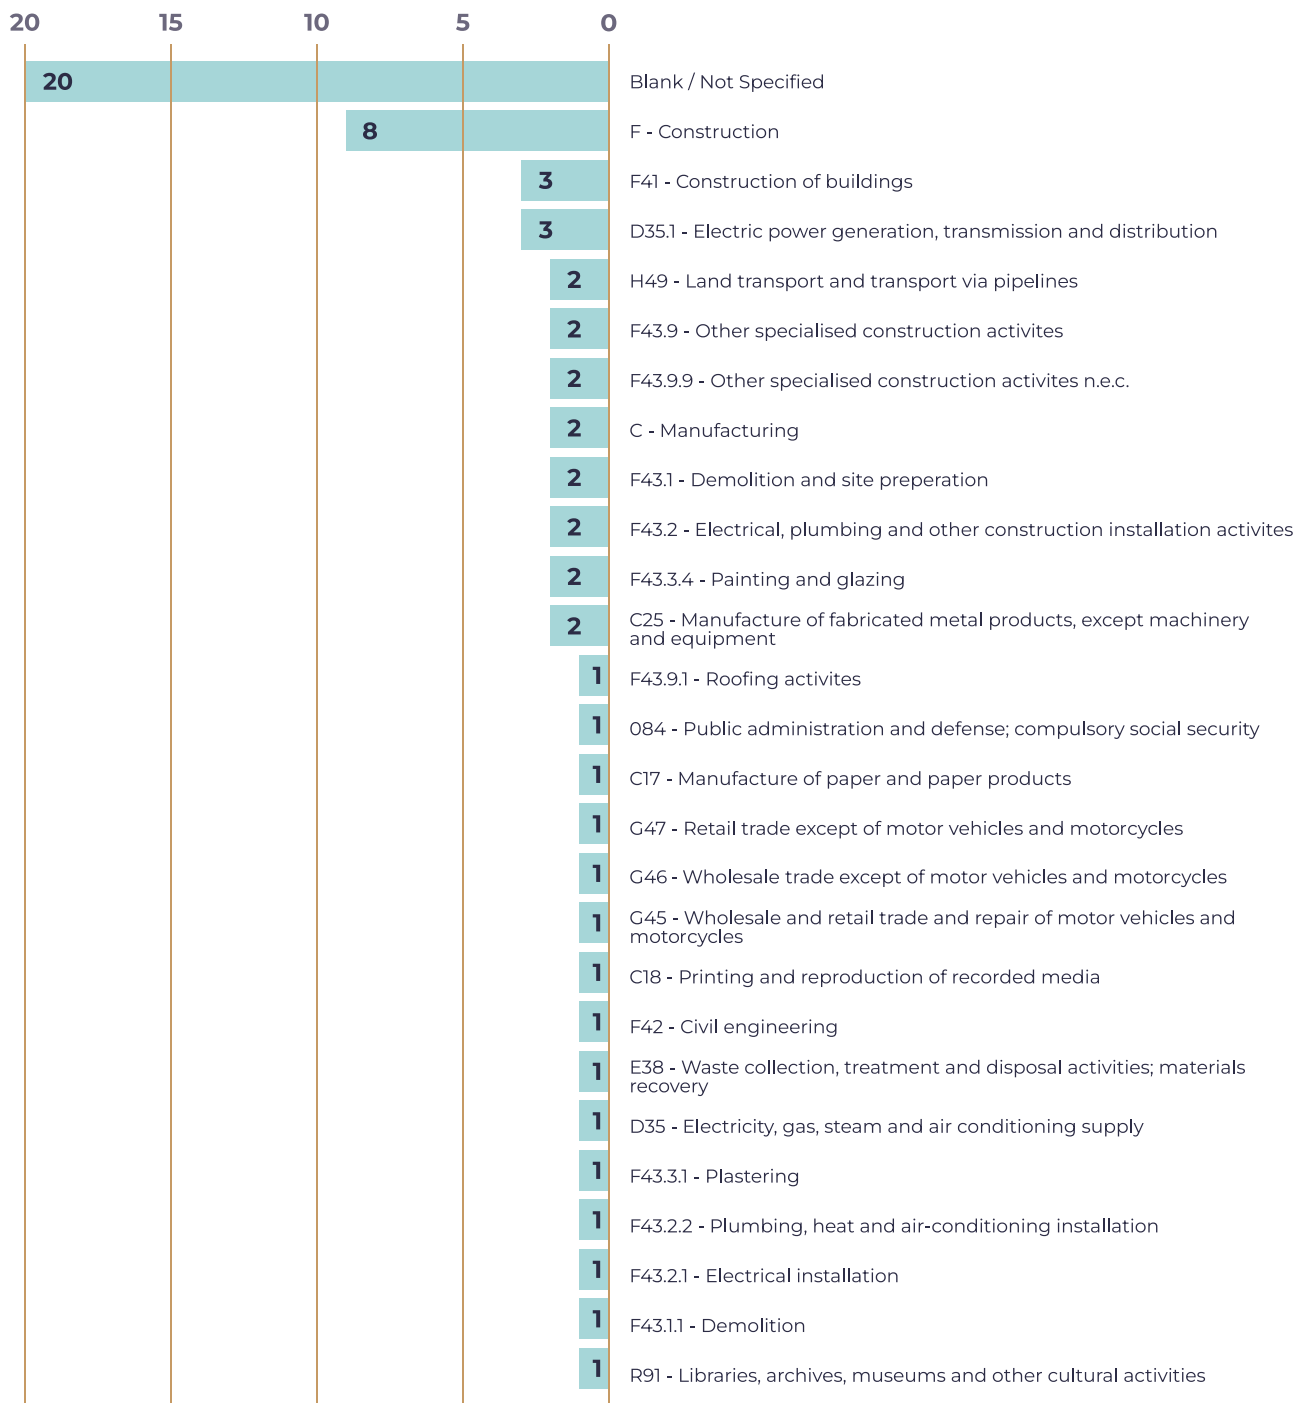 20 15 10 5 0
20 Blank / Not Specified
8 F - Construction
3 F41 - Construction of buildings
3 D35.1 - Electric power generation, transmission and distribution
2 H49 - Land transport and transport via pipelines
2 F43.9 - Other specialised construction activites
2 F43.9.9 - Other specialised construction activites n.e.c.
2 C - Manufacturing
2 F43.1 - Demolition and site preperation
2 F43.2 - Electrical, plumbing and other construction installation activites
2 F43.3.4 - Painting and glazing
2 C25 - Manufacture of fabricated metal products, except machinery
and equipment
1 F43.9.1 - Roofing activites
1 084 - Public administration and defense; compulsory social security
1 C17 - Manufacture of paper and paper products
1 G47 - Retail trade except of motor vehicles and motorcycles
1 G46 - Wholesale trade except of motor vehicles and motorcycles
1 G45 - Wholesale and retail trade and repair of motor vehicles and
motorcycles
1 C18 - Printing and reproduction of recorded media
1 F42 - Civil engineering
1 E38 - Waste collection, treatment and disposal activities; materials
recovery
1 D35 - Electricity, gas, steam and air conditioning supply
1 F43.3.1 - Plastering
1 F43.2.2 - Plumbing, heat and air-conditioning installation
1 F43.2.1 - Electrical installation
1 F43.1.1 - Demolition
1 R91 - Libraries, archives, museums and other cultural activities